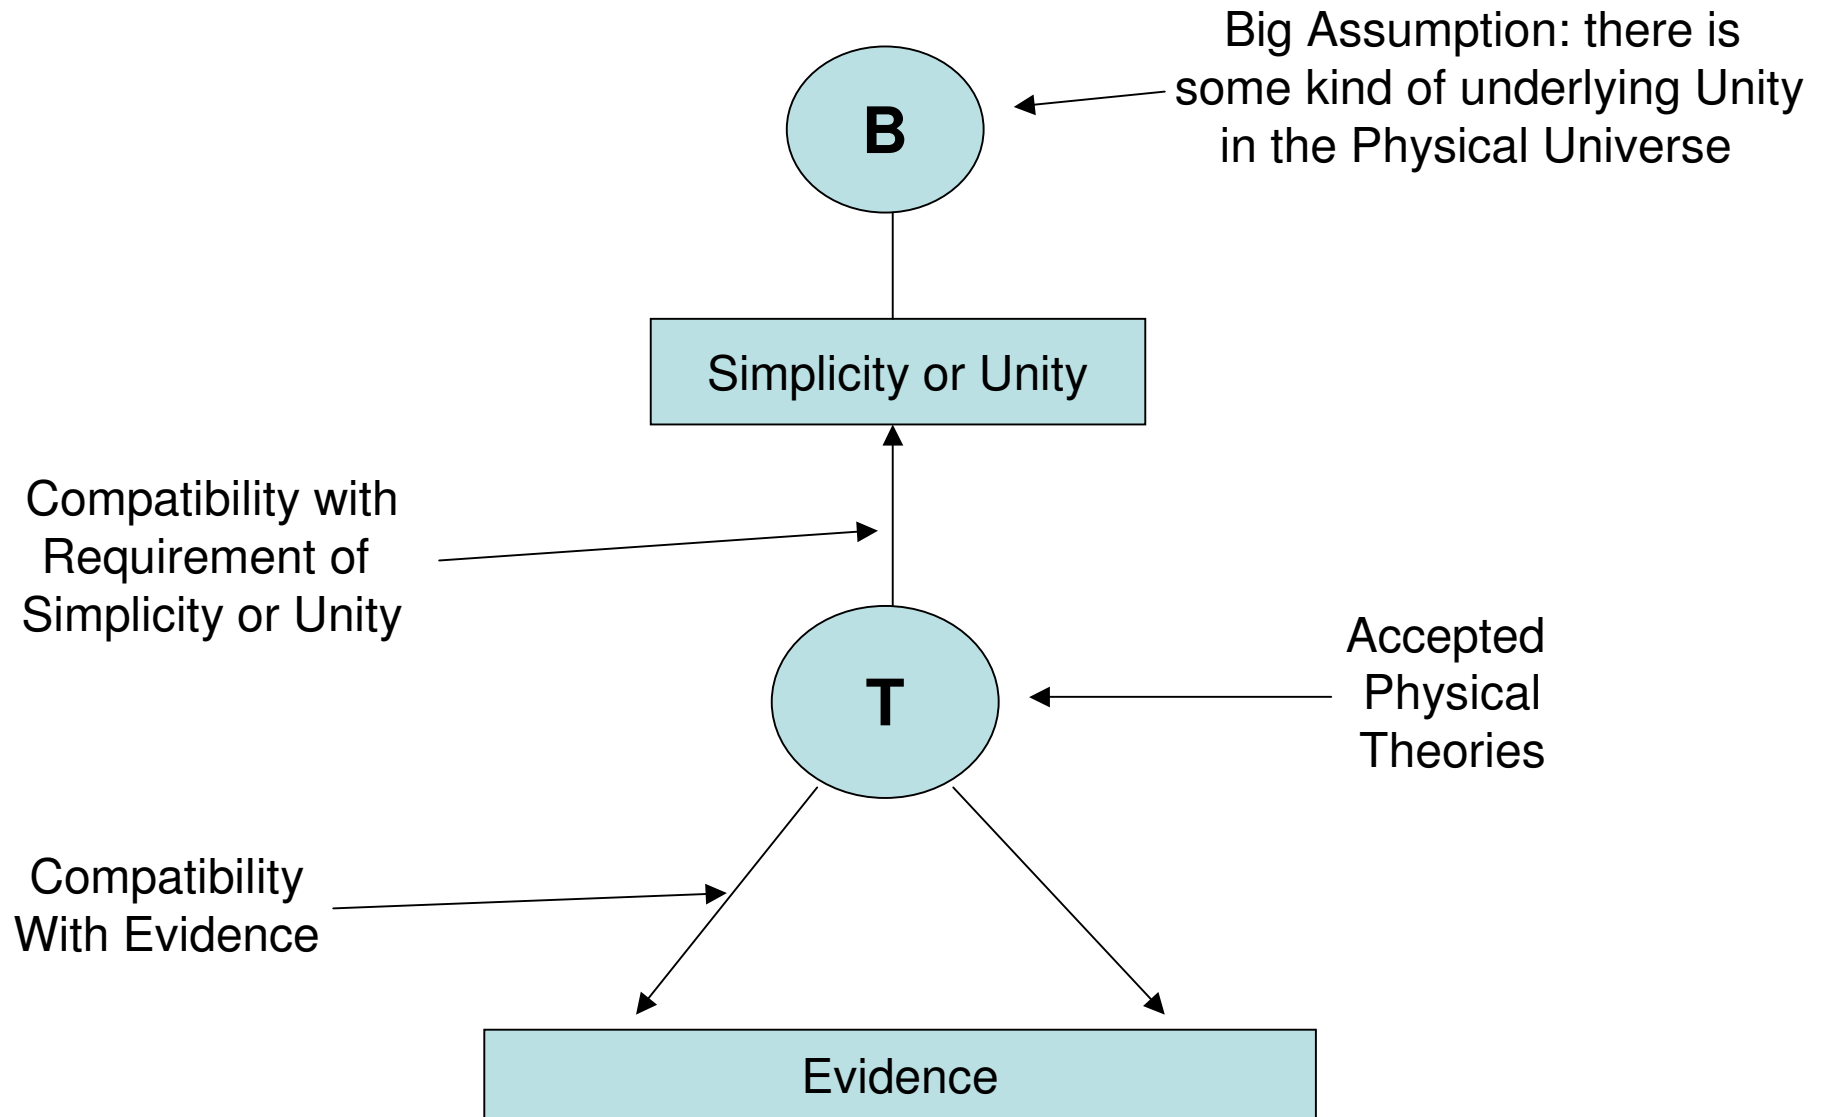 Big Assumption: there is
some kind of underlying Unity
in the Physical Universe
B
Simplicity or Unity
Compatibility with
Requirement of
Simplicity or Unity
T
Accepted
Physical
Theories
Compatibility
With Evidence
Evidence